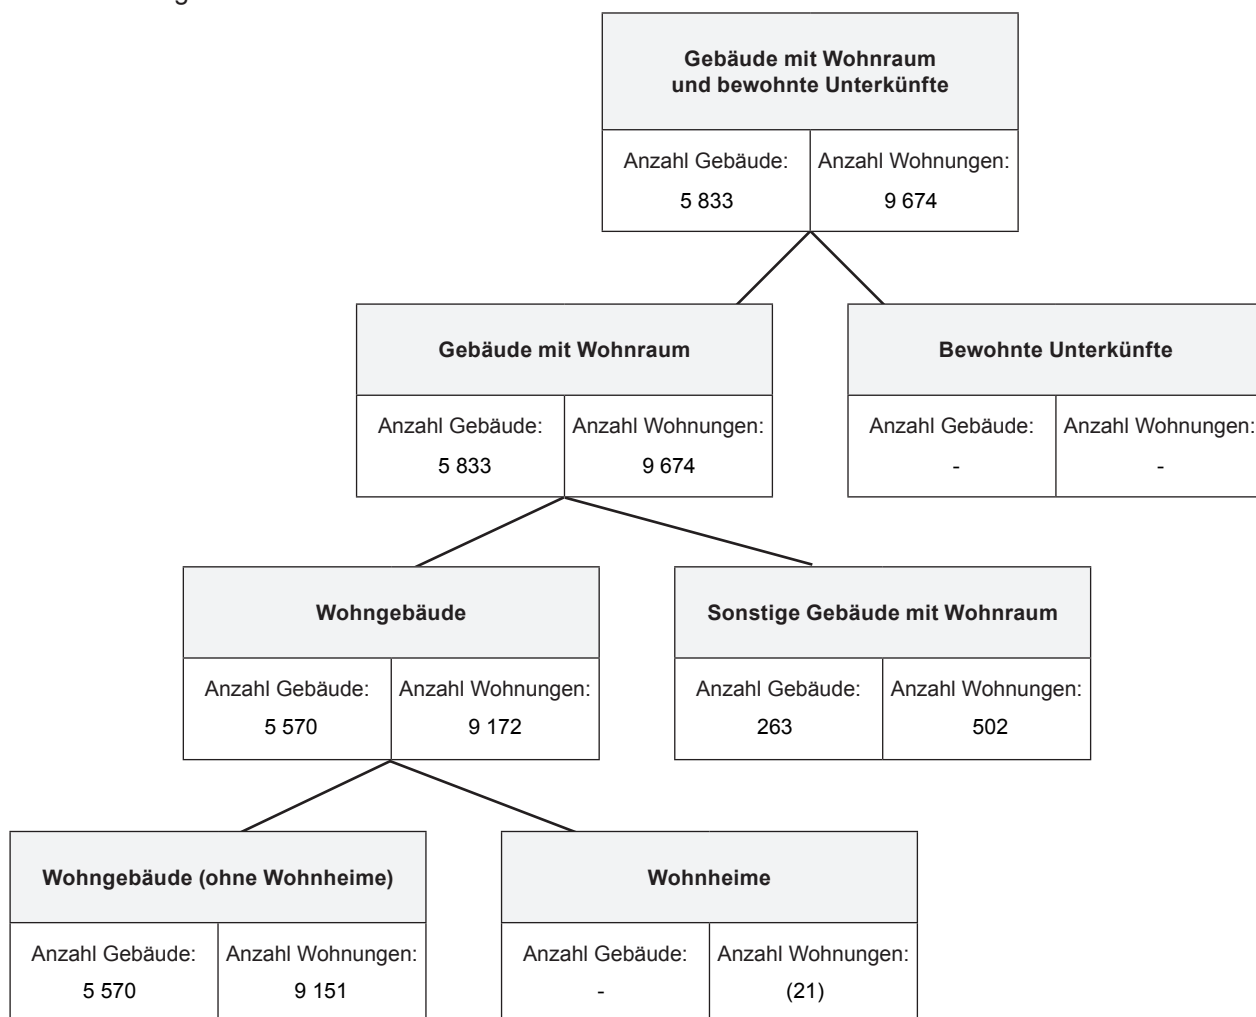 Gebäude mit Wohnraum
und bewohnte Unterkünfte
Anzahl Gebäude: Anzahl Wohnungen:
5 833 9 674
Gebäude mit Wohnraum Bewohnte Unterkünfte
Anzahl Gebäude: Anzahl Wohnungen: Anzahl Gebäude: Anzahl Wohnungen:
5 833 9 674 - -
Wohngebäude Sonstige Gebäude mit Wohnraum
Anzahl Gebäude: Anzahl Wohnungen: Anzahl Gebäude: Anzahl Wohnungen:
5 570 9 172 263 502
Wohngebäude (ohne Wohnheime) Wohnheime
Anzahl Gebäude: Anzahl Wohnungen: Anzahl Gebäude: Anzahl Wohnungen:
5 570 9 151 - (21)